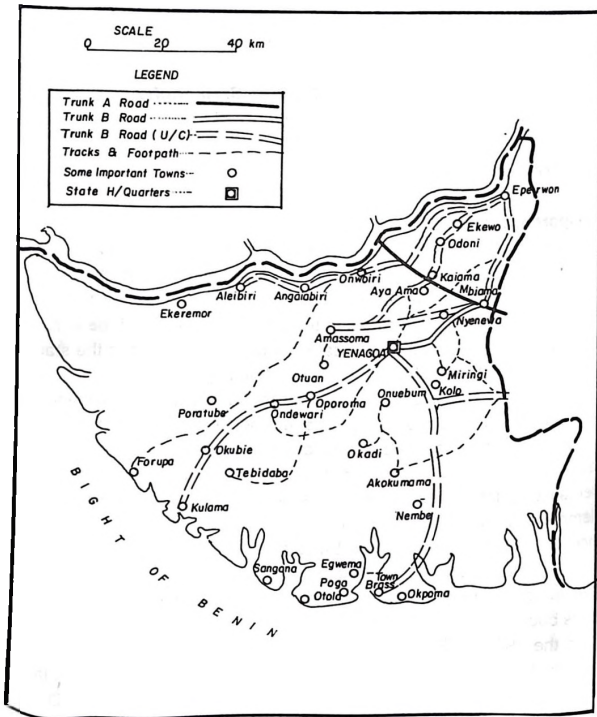 SCALE
0 20 40 km
LEGEND
Trunk A Road
Trunk B Road
Trunk B Road (U/C)
Tracks & Footpath
Some Important Towns
State H/Quarters
Eperwon
Ekewo
Odoni
Onwoiri
Kaiama
Aya Ama
Mbiama
Aleibiri
Angaiabiri
Ekeremor
Nyenewa
Amassoma
YENAGOA
Otuan
Miringi
Kolo
Oporoma
Onuebum
Poratube
Ondewari
Okubie
Okadi
Forupa
Tebidaba
Akokumama
Kulama
Nembe
Egwema
Sangana
Town
Brass
Poga
Otola
Okpoma
BIGHT OF BENIN